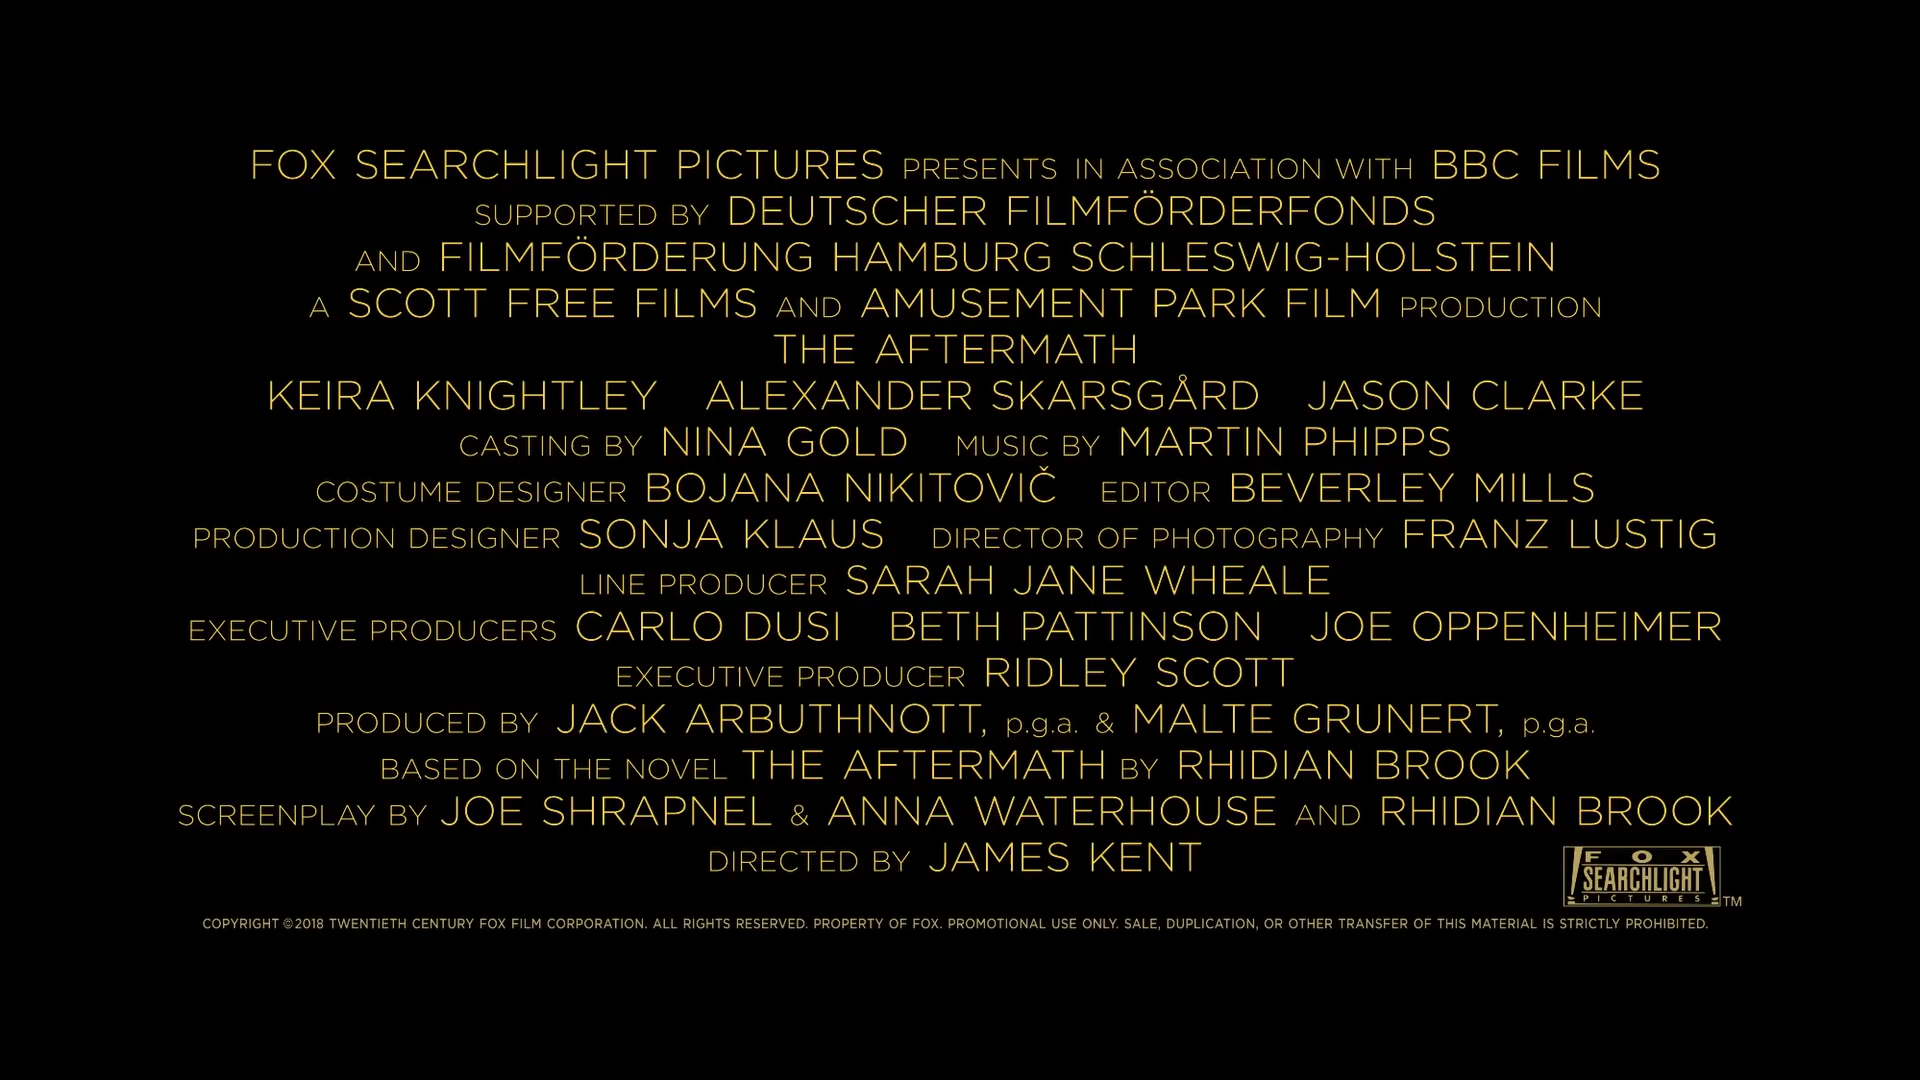 FOX SEARCHLIGHT PICTURES PRESENTS IN ASSOCIATION WITH BBC FILMS
SUPPORTED BY DEUTSCHER FILMFÖRDERFONDS
AND FILMFÖRDERUNG HAMBURG SCHLESWIG-HOLSTEIN
A SCOTT FREE FILMS AND AMUSEMENT PARK FILM PRODUCTION
THE AFTERMATH
KEIRA KNIGHTLEY ALEXANDER SKARSGÅRD JASON CLARKE
CASTING BY NINA GOLD MUSIC BY MARTIN PHIPPS
COSTUME DESIGNER BOJANA NIKITOVIČ EDITOR BEVERLEY MILLS
PRODUCTION DESIGNER SONJA KLAUS DIRECTOR OF PHOTOGRAPHY FRANZ LUSTIG
LINE PRODUCER SARAH JANE WHEALE
EXECUTIVE PRODUCERS CARLO DUSI BETH PATTINSON JOE OPPENHEIMER
EXECUTIVE PRODUCER RIDLEY SCOTT
PRODUCED BY JACK ARBUTHNOTT, p.g.a. & MALTE GRUNERT, p.g.a.
BASED ON THE NOVEL THE AFTERMATH BY RHIDIAN BROOK
SCREENPLAY BY JOE SHRAPNEL & ANNA WATERHOUSE AND RHIDIAN BROOK
DIRECTED BY JAMES KENT
FOX
SEARCHLIGHT
PICTURES TM
COPYRIGHT ©2018 TWENTIETH CENTURY FOX FILM CORPORATION. ALL RIGHTS RESERVED. PROPERTY OF FOX. PROMOTIONAL USE ONLY. SALE, DUPLICATION, OR OTHER TRANSFER OF THIS MATERIAL IS STRICTLY PROHIBITED.